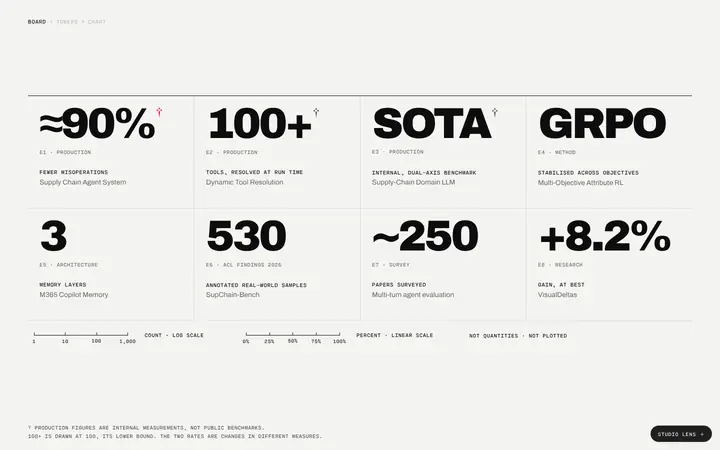 BOARD · TOKENS · CHART
≈90%†
E1 · PRODUCTION
FEWER MISOPERATIONS
Supply Chain Agent System
100+†
E2 · PRODUCTION
TOOLS, RESOLVED AT RUN TIME
Dynamic Tool Resolution
SOTA†
E3 · PRODUCTION
INTERNAL, DUAL-AXIS BENCHMARK
Supply-Chain Domain LLM
GRPO
E4 · METHOD
STABILISED ACROSS OBJECTIVES
Multi-Objective Attribute RL
3
E5 · ARCHITECTURE
MEMORY LAYERS
M365 Copilot Memory
530
E6 · ACL FINDINGS 2026
ANNOTATED REAL-WORLD SAMPLES
SupChain-Bench
~250
E7 · SURVEY
PAPERS SURVEYED
Multi-turn agent evaluation
+8.2%
E8 · RESEARCH
GAIN, AT BEST
VisualDeltas
1 10 100 1,000
COUNT · LOG SCALE
0% 25% 50% 75% 100%
PERCENT · LINEAR SCALE
NOT QUANTITIES · NOT PLOTTED
† PRODUCTION FIGURES ARE INTERNAL MEASUREMENTS, NOT PUBLIC BENCHMARKS.
100+ IS DRAWN AT 100, ITS LOWER BOUND. THE TWO RATES ARE CHANGES IN DIFFERENT MEASURES.
STUDIO LENS +